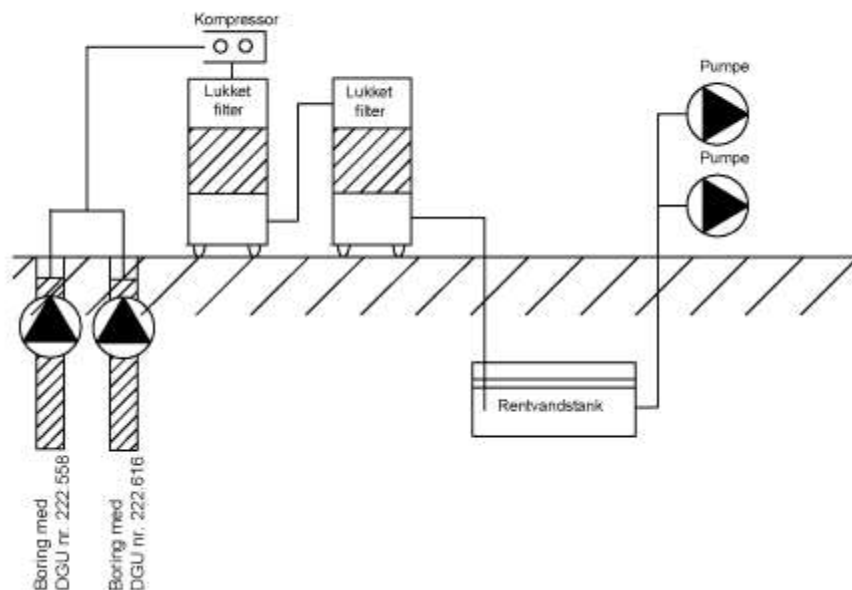 Kompressor
Lukket
filter
Lukket
filter
Pumpe
Pumpe
Rentvandstank
Boring med
DGU nr. 222.558
Boring med
DGU nr. 222.616